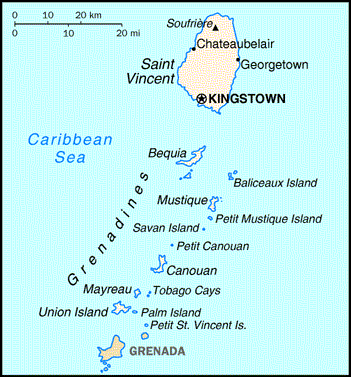 0 10 20 km
0 10 20 mi
Soufrière
Chateaubelair
Saint
Vincent
Georgetown
KINGSTOWN
Caribbean
Sea
Bequia
Baliceaux Island
Grenadines
Mustique
Petit Mustique Island
Savan Island
Petit Canouan
Canouan
Mayreau
Tobago Cays
Union Island
Palm Island
Petit St. Vincent Is.
GRENADA